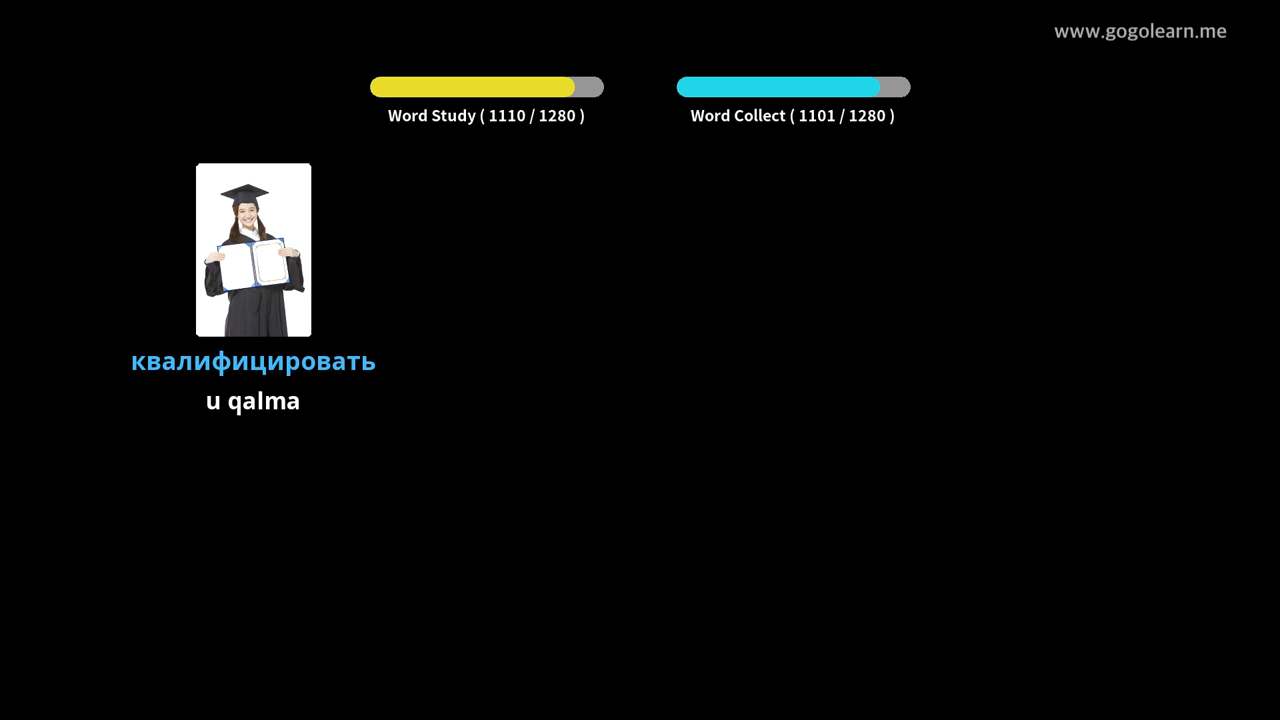 www.gogolearn.me
Word Study ( 1110 / 1280 )
Word Collect ( 1101 / 1280 )
квалифицировать
u qalma